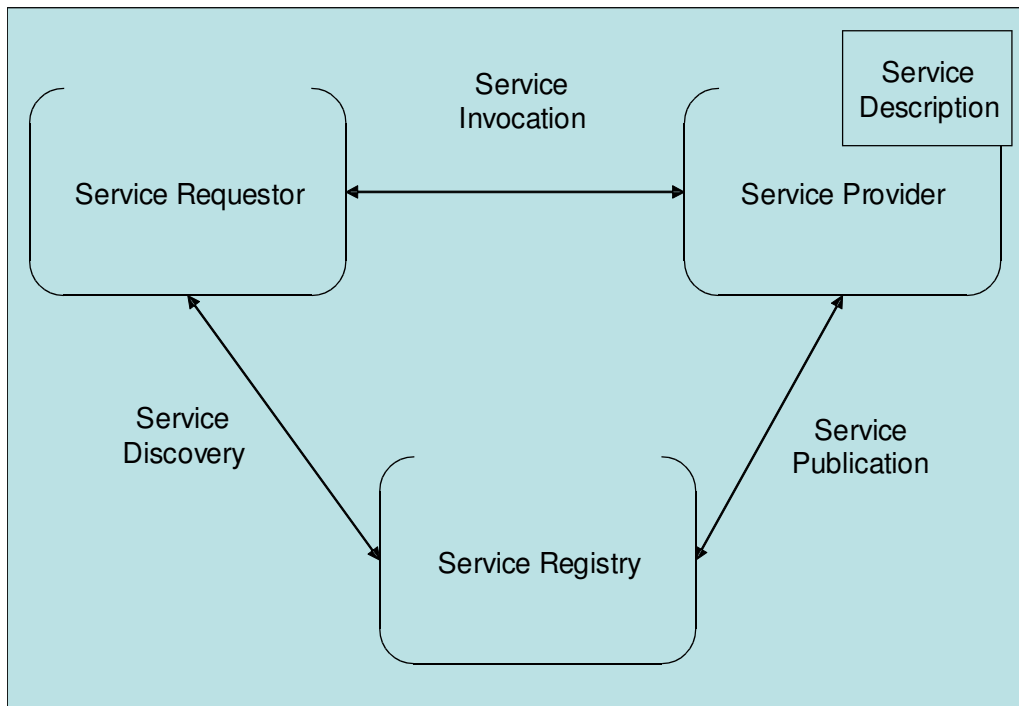 Service
Description
Service
Invocation
Service Requestor
Service Provider
Service
Discovery
Service
Publication
Service Registry